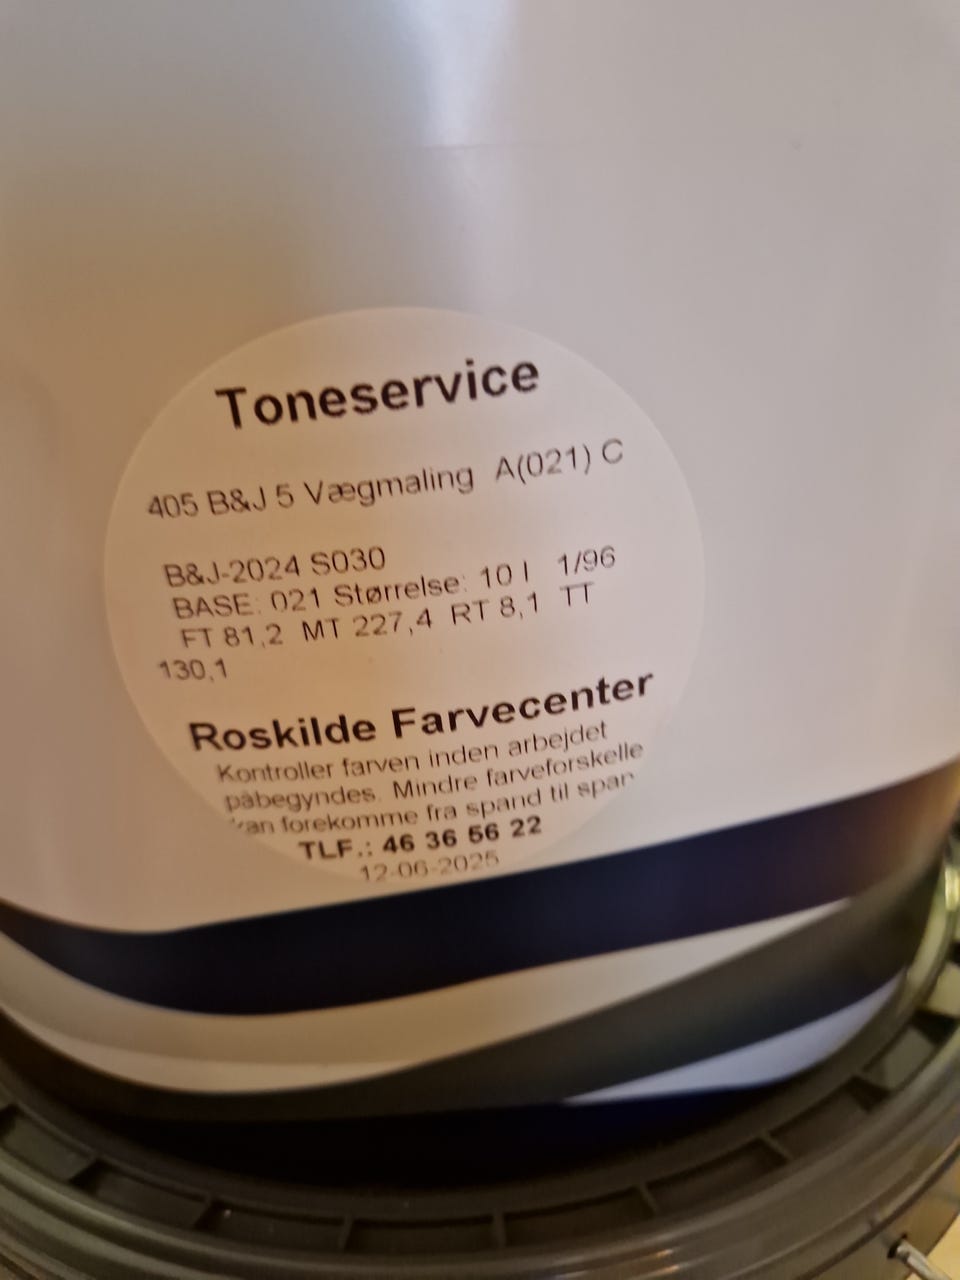 Toneservice
405 B&J 5 Vægmaling A(021) C
B&J-2024 S030
BASE: 021 Størrelse: 10 l 1/96
FT 81,2 MT 227,4 RT 8,1 TT
130,1
Roskilde Farvecenter
Kontroller farven inden arbejdet
påbegyndes. Mindre farveforskelle
kan forekomme fra spand til span
TLF.: 46 36 56 22
12-06-2025